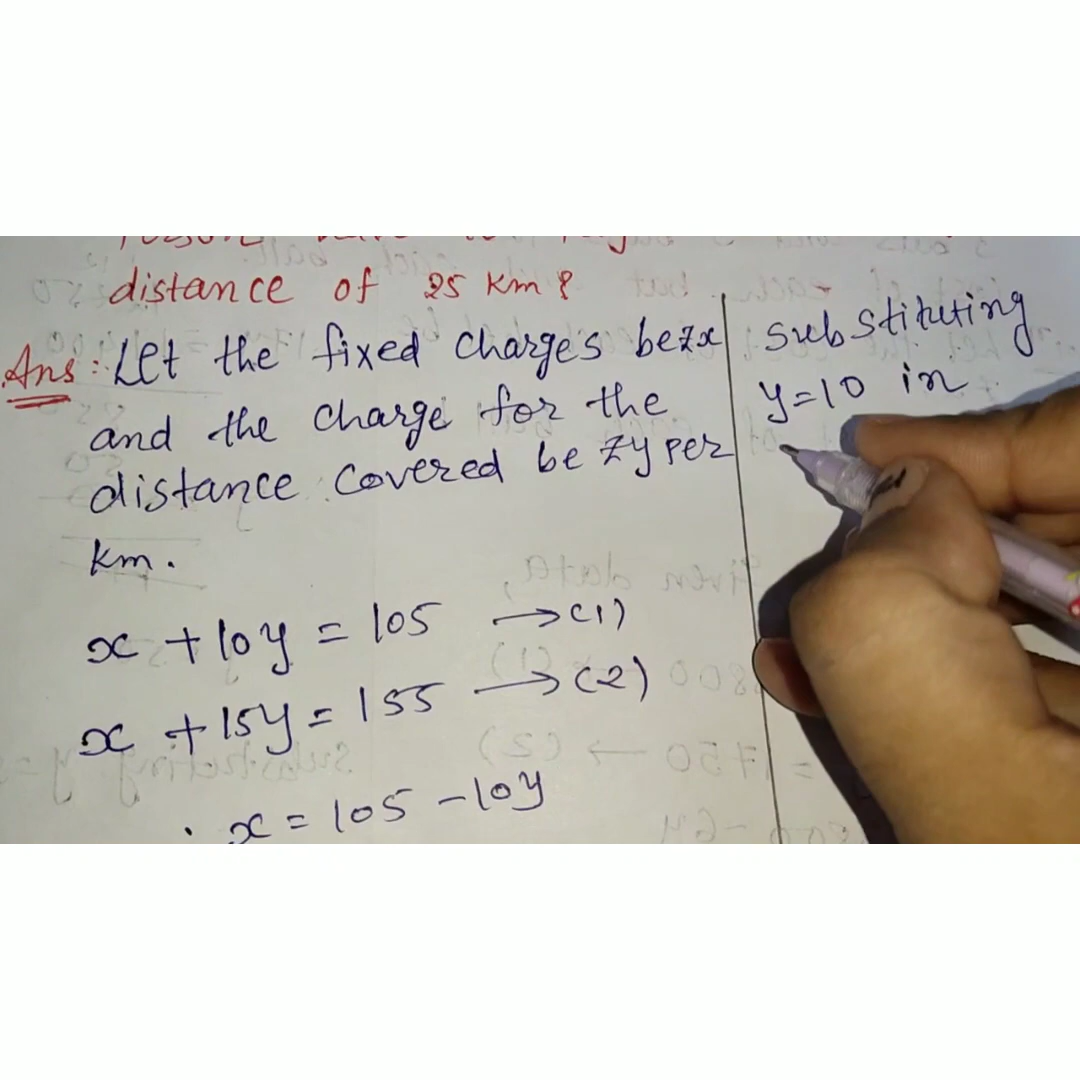 distance of 25 km?
Ans:- Let the fixed charges be ₹x
and the charge for the
distance covered be ₹y per
km.
x + 10y = 105 → (1)
x + 15y = 155 → (2)
x = 105 - 10y
substituting
y=10 in